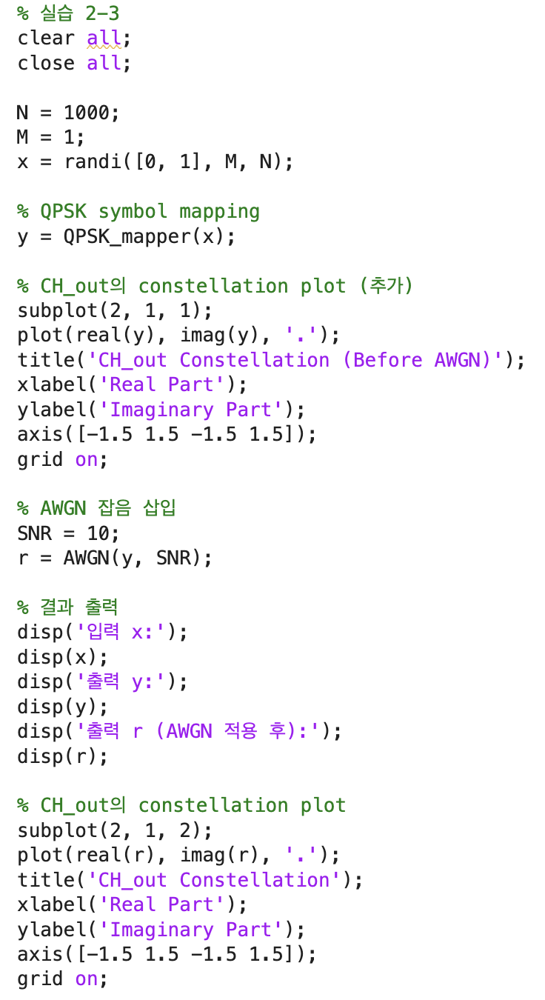 % 실습 2-3
clear all;
close all;
N = 1000;
M = 1;
x = randi([0, 1], M, N);
% QPSK symbol mapping
y = QPSK_mapper(x);
% CH_out의 constellation plot (추가)
subplot(2, 1, 1);
plot(real(y), imag(y), '.');
title('CH_out Constellation (Before AWGN)');
xlabel('Real Part');
ylabel('Imaginary Part');
axis([-1.5 1.5 -1.5 1.5]);
grid on;
% AWGN 잡음 삽입
SNR = 10;
r = AWGN(y, SNR);
% 결과 출력
disp('입력 x:');
disp(x);
disp('출력 y:');
disp(y);
disp('출력 r (AWGN 적용 후):');
disp(r);
% CH_out의 constellation plot
subplot(2, 1, 2);
plot(real(r), imag(r), '.');
title('CH_out Constellation');
xlabel('Real Part');
ylabel('Imaginary Part');
axis([-1.5 1.5 -1.5 1.5]);
grid on;